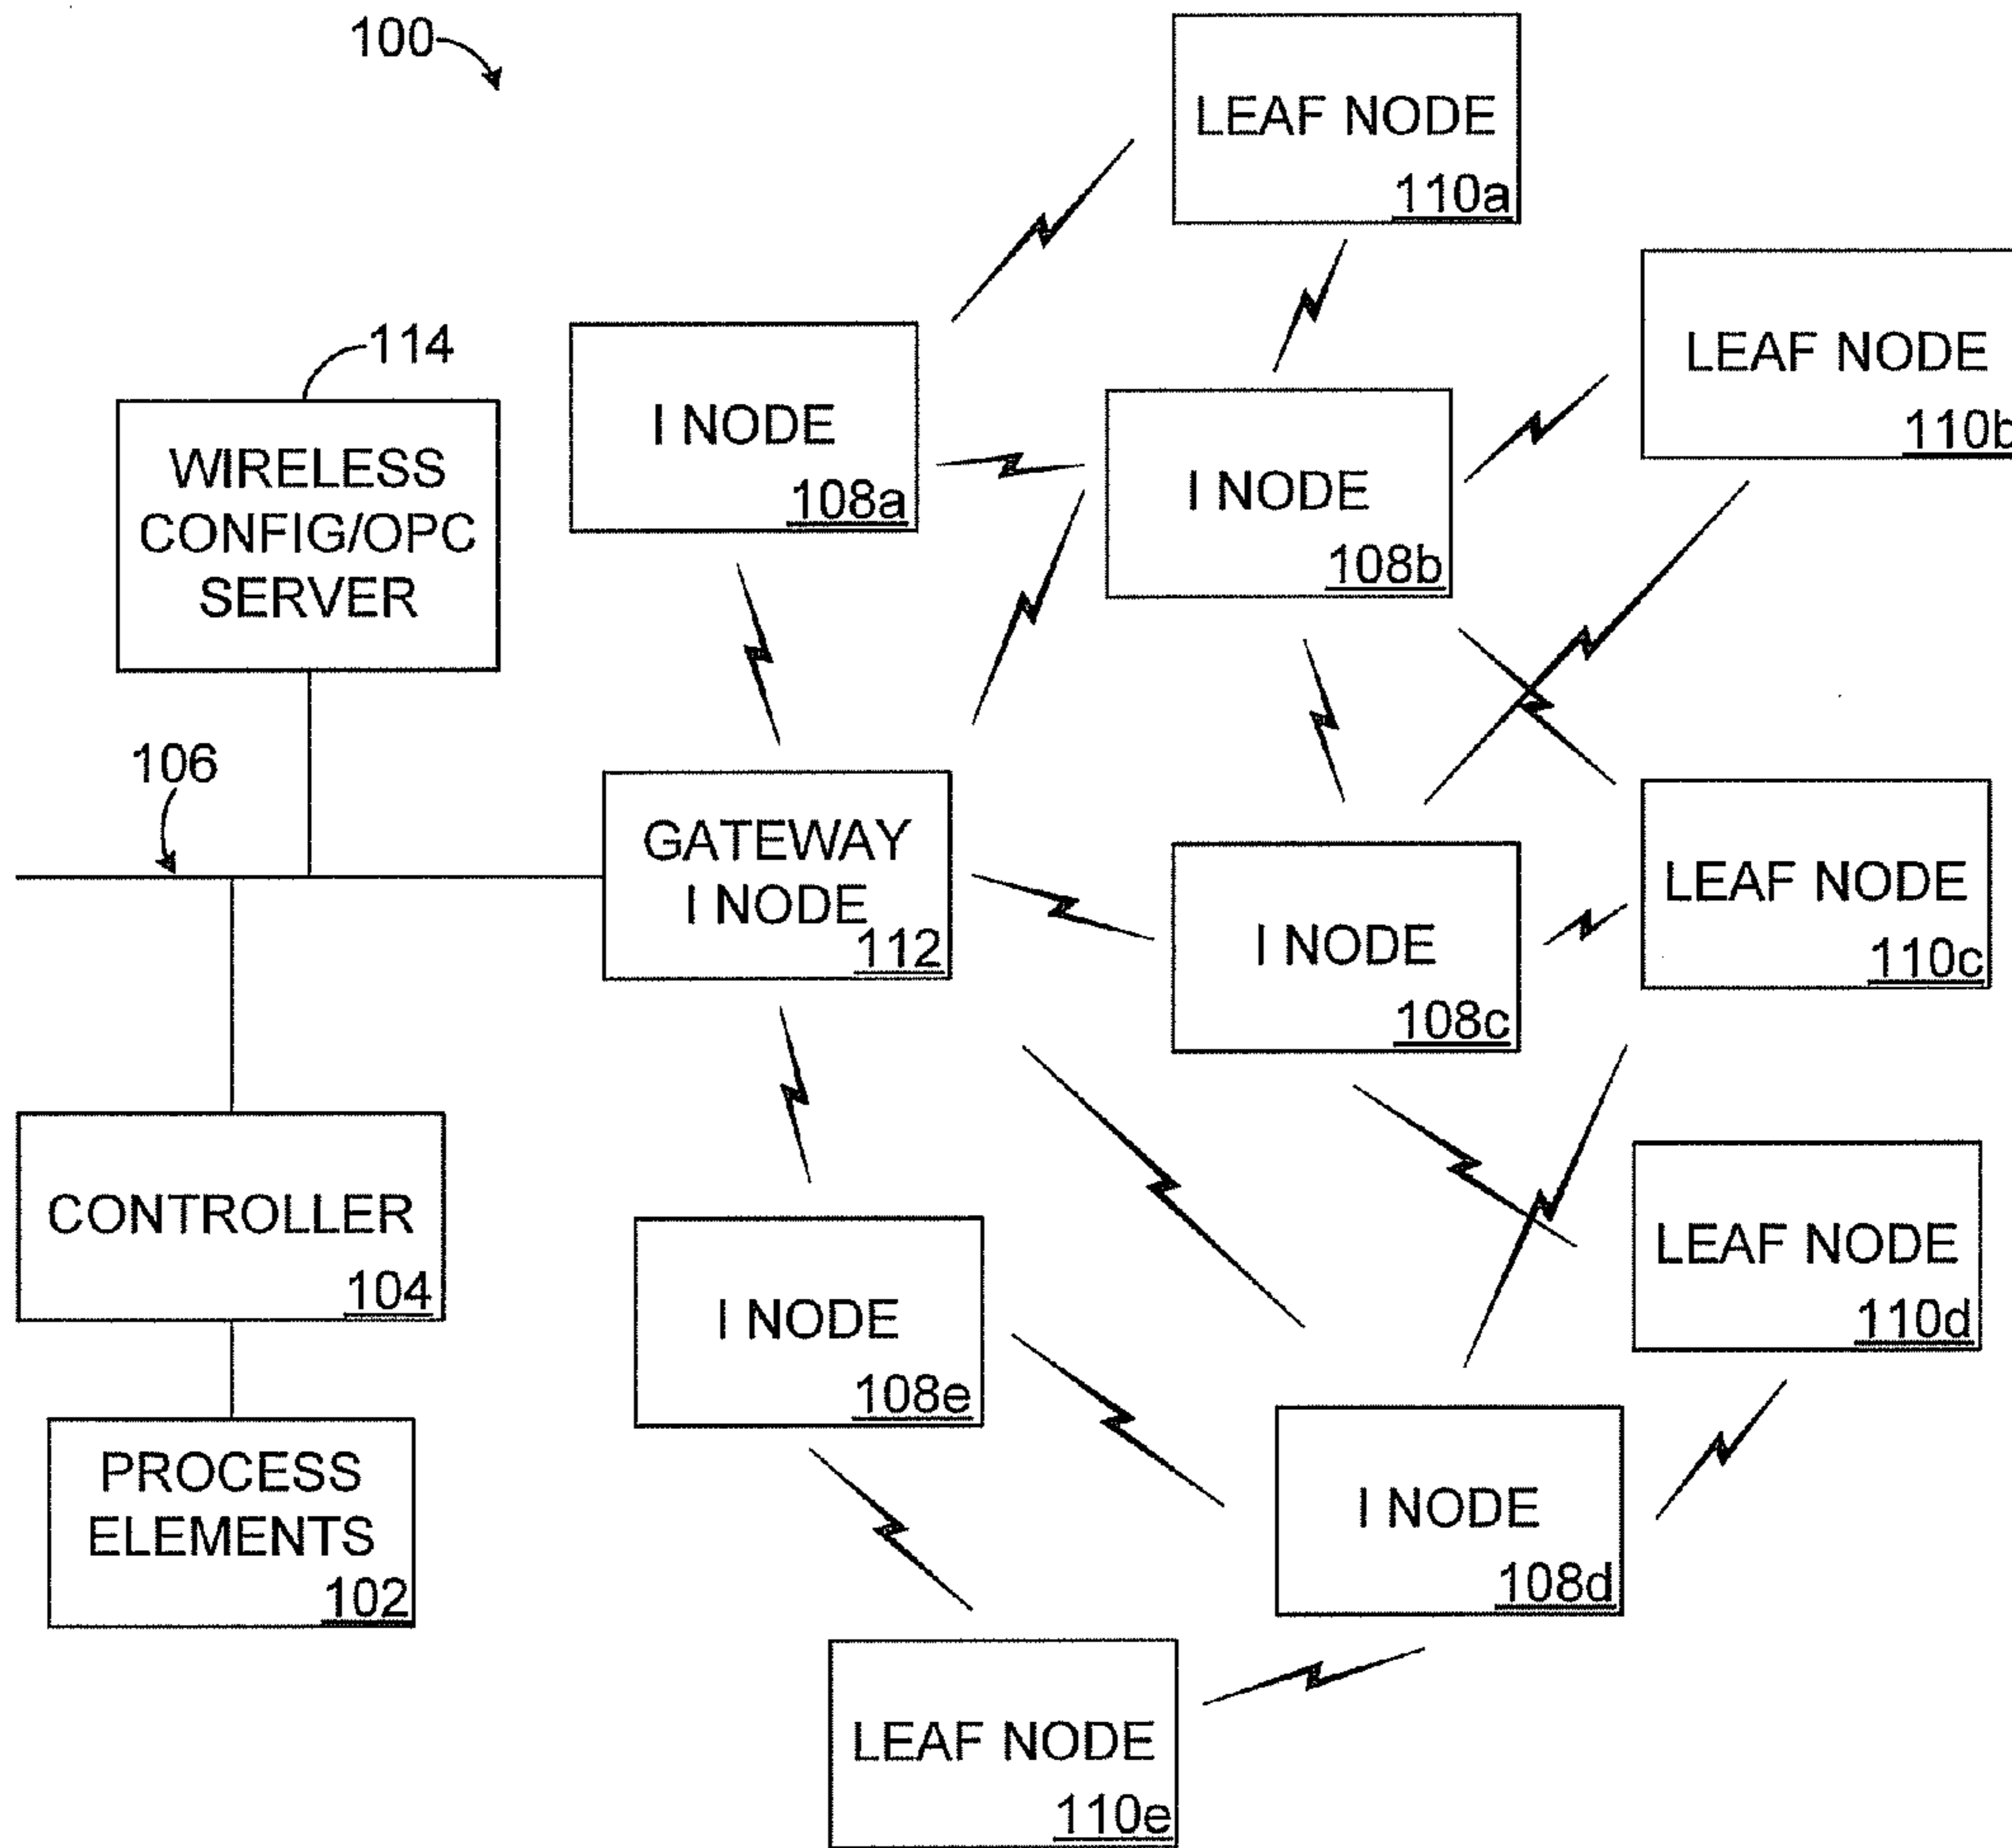 100
LEAF NODE
110a
LEAF NODE
110b
I NODE
108a
114
WIRELESS
CONFIG/OPC
SERVER
I NODE
108b
106
GATEWAY
I NODE
112
LEAF NODE
110c
I NODE
108c
CONTROLLER
104
LEAF NODE
110d
I NODE
108e
PROCESS
ELEMENTS
102
I NODE
108d
LEAF NODE
110e